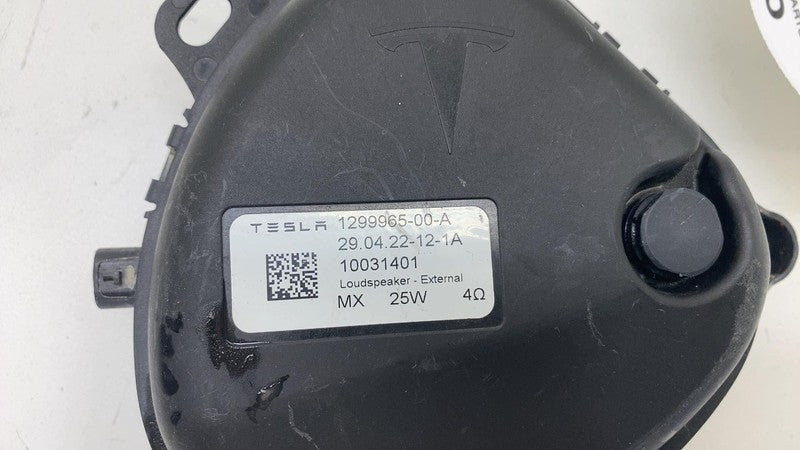 TESLA 1299965-00-A
29.04.22-12-1A
10031401
Loudspeaker - External
MX 25W 4Ω